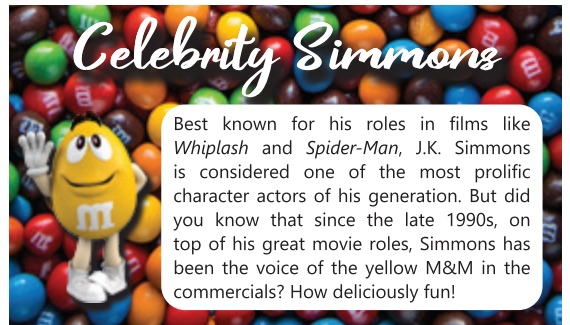 Celebrity Simmons
Best known for his roles in films like
Whiplash and Spider-Man, J.K. Simmons
is considered one of the most prolific
character actors of his generation. But did
you know that since the late 1990s, on
top of his great movie roles, Simmons has
been the voice of the yellow M&M in the
commercials? How deliciously fun!
m